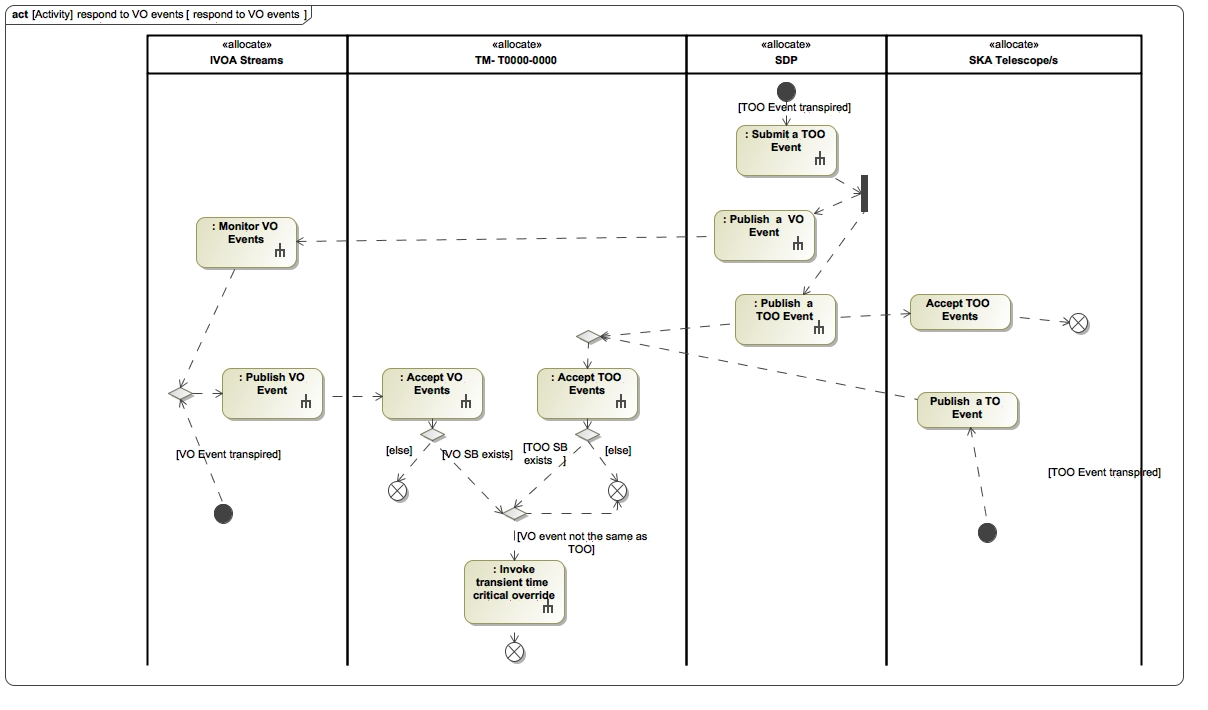 act [Activity] respond to VO events [ respond to VO events ]
«allocate»
IVOA Streams
«allocate»
TM- T0000-0000
«allocate»
SDP
«allocate»
SKA Telescope/s
[TOO Event transpired]
: Submit a TOO
Event
: Publish a VO
Event
: Monitor VO
Events
: Publish a
TOO Event
Accept TOO
Events
: Publish VO
Event
: Accept VO
Events
: Accept TOO
Events
Publish a TO
Event
[VO Event transpired]
[else]
[VO SB exists]
[TOO SB
exists ]
[else]
[TOO Event transpired]
[VO event not the same as
TOO]
: Invoke
transient time
critical override